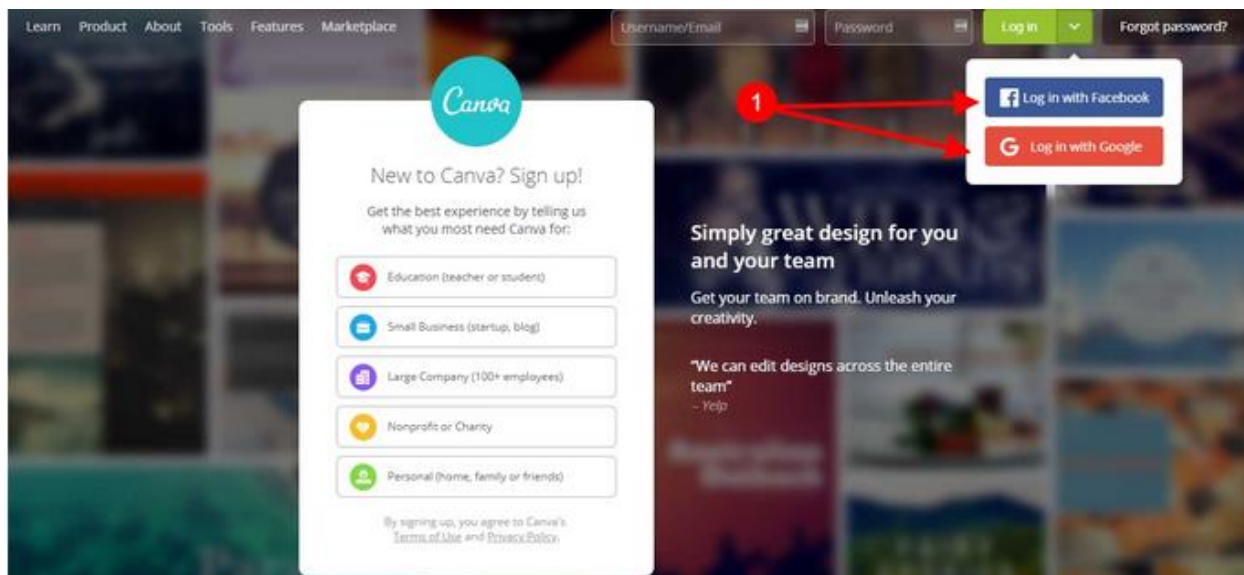 Learn Product About Tools Features Marketplace
Username/Email
Password
Log in
Forgot password?
Log in with Facebook
Log in with Google
1
Canva
New to Canva? Sign up!
Get the best experience by telling us
what you most need Canva for:
Education (teacher or student)
Small Business (startup, blog)
Large Company (100+ employees)
Nonprofit or Charity
Personal (home, family or friends)
By signing up, you agree to Canva's
Terms of Use and Privacy Policy.
Simply great design for you
and your team
Get your team on brand. Unleash your
creativity.
"We can edit designs across the entire
team"
– Yelp